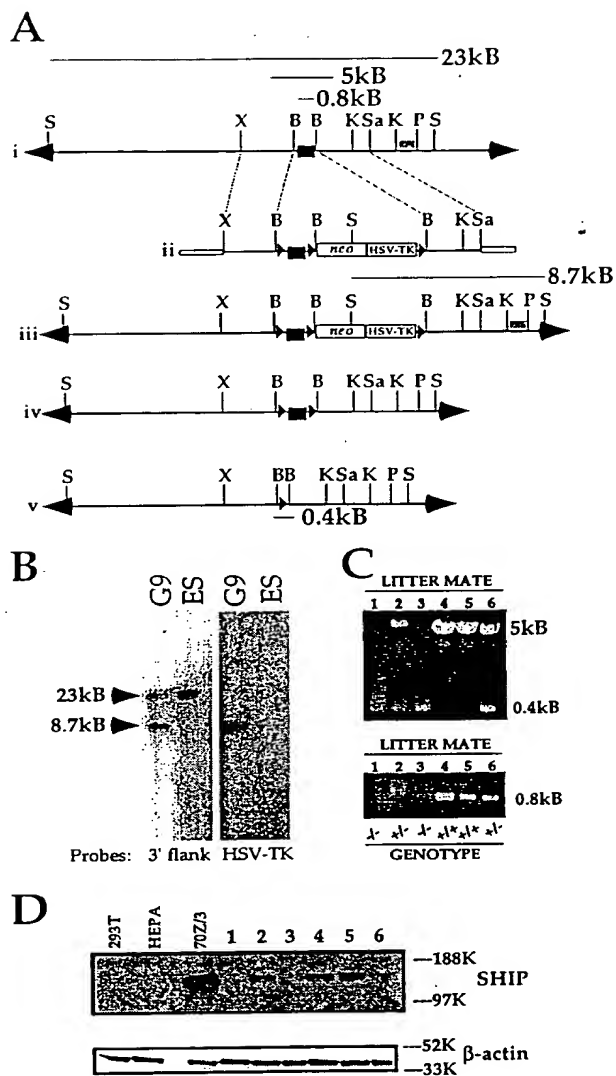 A
23kB
5kB
0.8kB
S X B B K Sa K P S
i
X B B S B K Sa
ii neo HSV-TK
8.7kB
S X B B S B K Sa K P S
iii neo HSV-TK
S X B B K Sa K P S
iv
S X B B K Sa K P S
v
0.4kB
B
G9 ES G9 ES
23kB
8.7kB
Probes: 3' flank HSV-TK
C
LITTER MATE
1 2 3 4 5 6
5kB
0.4kB
LITTER MATE
1 2 3 4 5 6
0.8kB
-/- +/- -/- +/+ +/+ +/-
GENOTYPE
D
293T HEPA 70Z/3 1 2 3 4 5 6
188K
SHIP
97K
52K
β-actin
33K